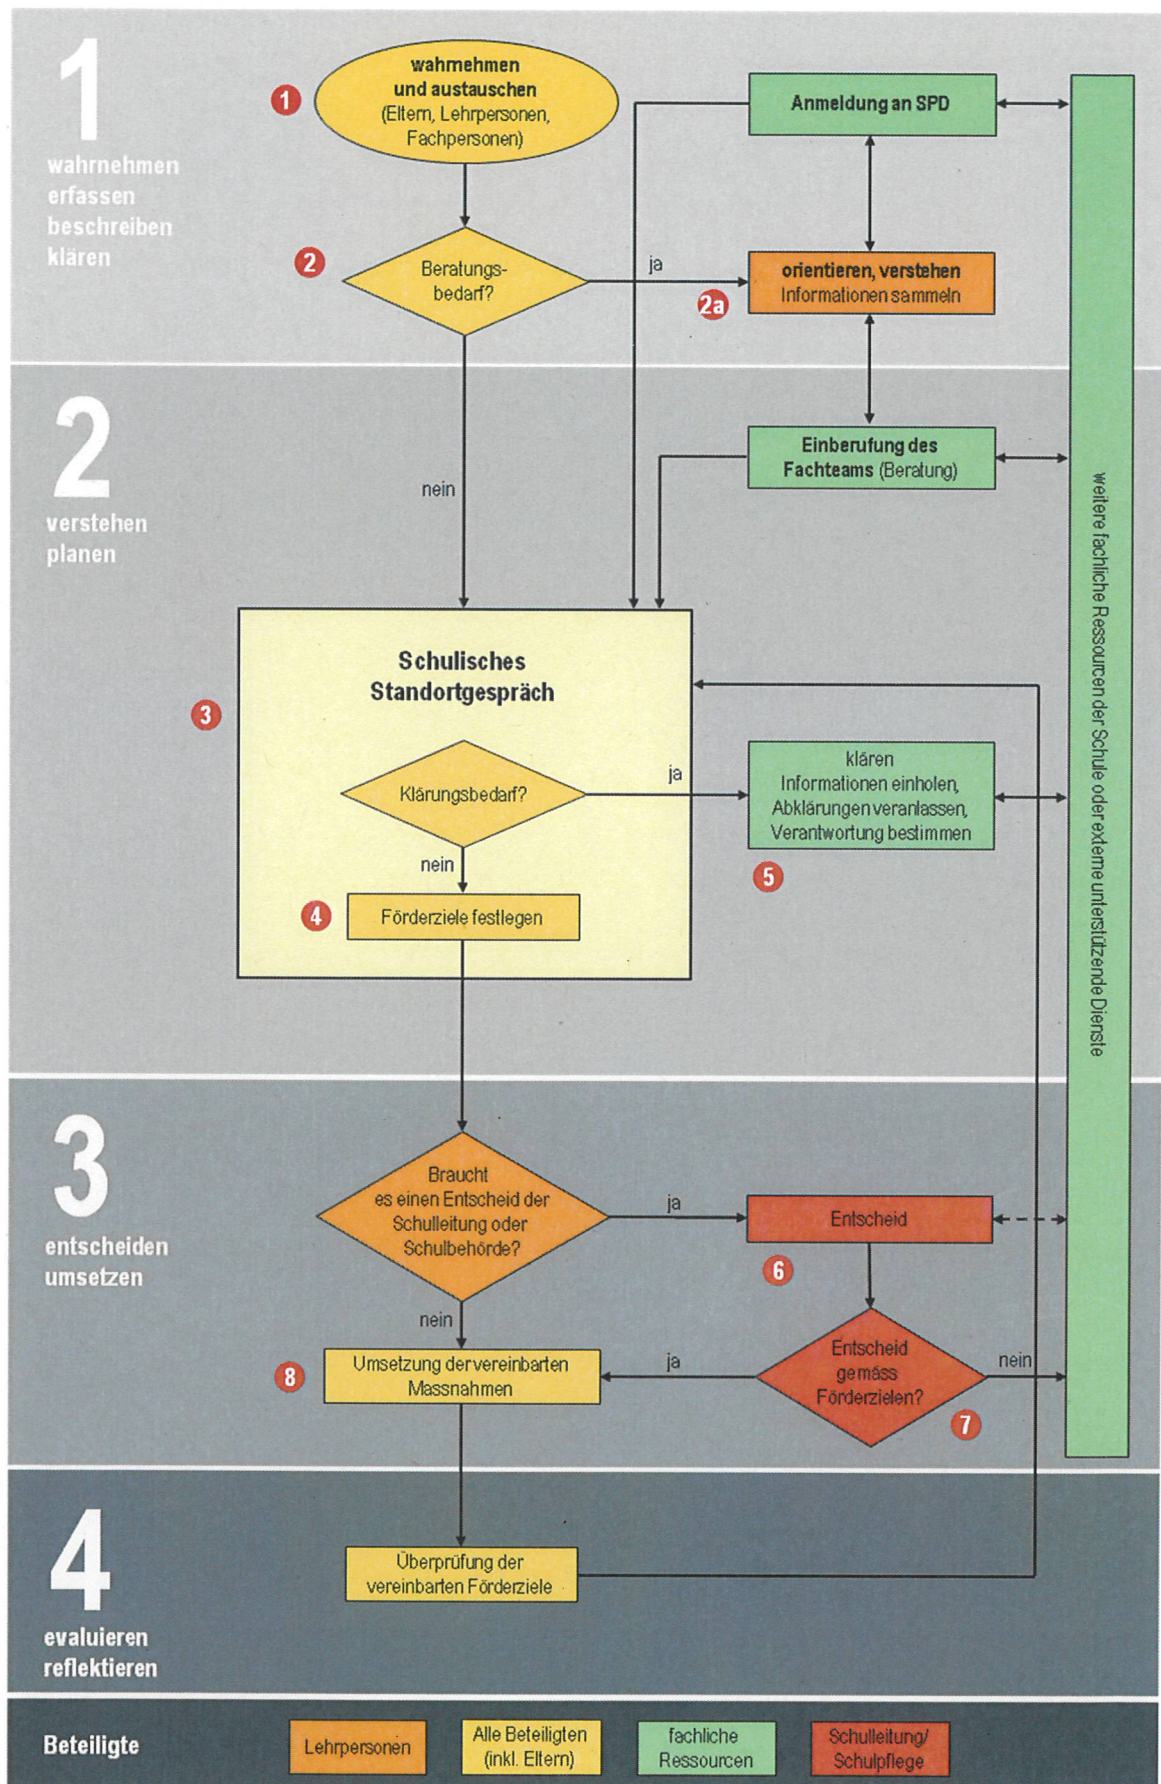 1
wahrnehmen
erfassen
beschreiben
klären
1
wahrnehmen
und austauschen
(Eltern, Lehrpersonen,
Fachpersonen)
Anmeldung an SPD
2
Beratungs-
bedarf?
ja
2a
orientieren, verstehen
Informationen sammeln
2
verstehen
planen
nein
Einberufung des
Fachteams (Beratung)
weitere fachliche Ressourcen der Schule oder externe unterstützende Dienste
3
Schulisches
Standortgespräch
Klärungsbedarf?
ja
klären
Informationen einholen,
Abklärungen veranlassen,
Verantwortung bestimmen
5
nein
4
Förderziele festlegen
3
entscheiden
umsetzen
Braucht
es einen Entscheid der
Schulleitung oder
Schulbehörde?
ja
Entscheid
6
nein
8
Umsetzung der vereinbarten
Massnahmen
ja
Entscheid
gemäss
Förderzielen?
nein
7
4
evaluieren
reflektieren
Überprüfung der
vereinbarten Förderziele
Beteiligte
Lehrpersonen
Alle Beteiligten
(inkl. Eltern)
fachliche
Ressourcen
Schulleitung/
Schulpflege